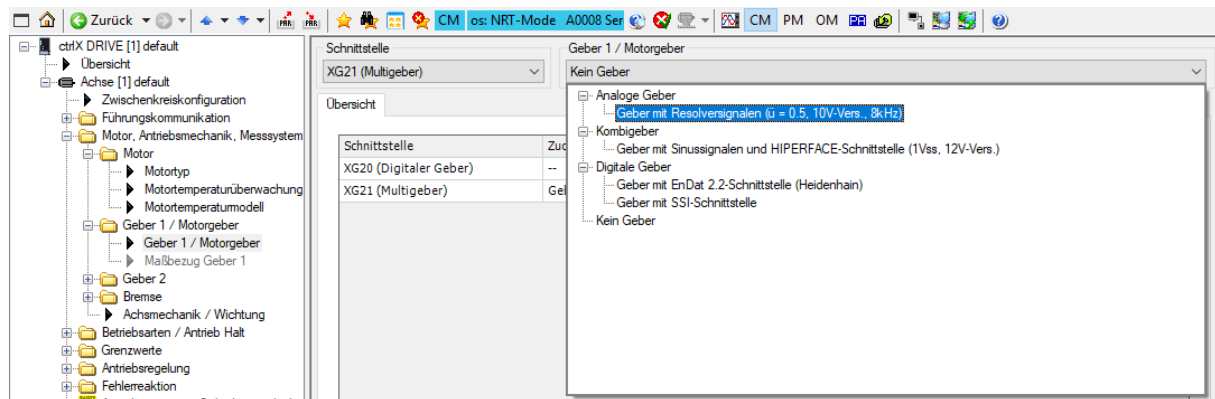 Zurück CM os: NRT-Mode A0008 Ser CM PM OM
ctrlX DRIVE [1] default
Übersicht
Achse [1] default
Zwischenkreiskonfiguration
Führungskommunikation
Motor, Antriebsmechanik, Messsystem
Motor
Motortyp
Motortemperaturüberwachung
Motortemperaturmodell
Geber 1 / Motorgeber
Geber 1 / Motorgeber
Maßbezug Geber 1
Geber 2
Bremse
Achsmechanik / Wichtung
Betriebsarten / Antrieb Halt
Grenzwerte
Antriebsregelung
Fehlerreaktion
Schnittstelle
XG21 (Multigeber)
Geber 1 / Motorgeber
Kein Geber
Übersicht
Schnittstelle
XG20 (Digitaler Geber) --
XG21 (Multigeber)
Analoge Geber
Geber mit Resolversignalen (ü = 0.5, 10V-Vers., 8kHz)
Kombigeber
Geber mit Sinussignalen und HIPERFACE-Schnittstelle (1Vss, 12V-Vers.)
Digitale Geber
Geber mit EnDat 2.2-Schnittstelle (Heidenhain)
Geber mit SSI-Schnittstelle
Kein Geber